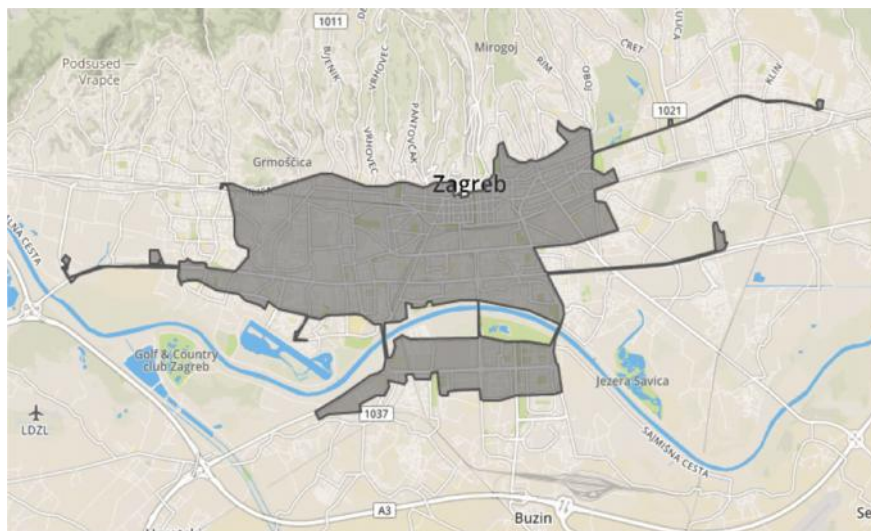 1011
Mirogoj
RIM
ČRET
Podsused —
Vrapče
BIJENIK
VRHOVEC
PANTOVČAK
OBOJ
KLIN
1021
Grmoščica
VRHOVEC
Zagreb
Golf & Country
club Zagreb
Jezera Savica
LDZL
1037
SAJMIŠNA CESTA
A3
Buzin